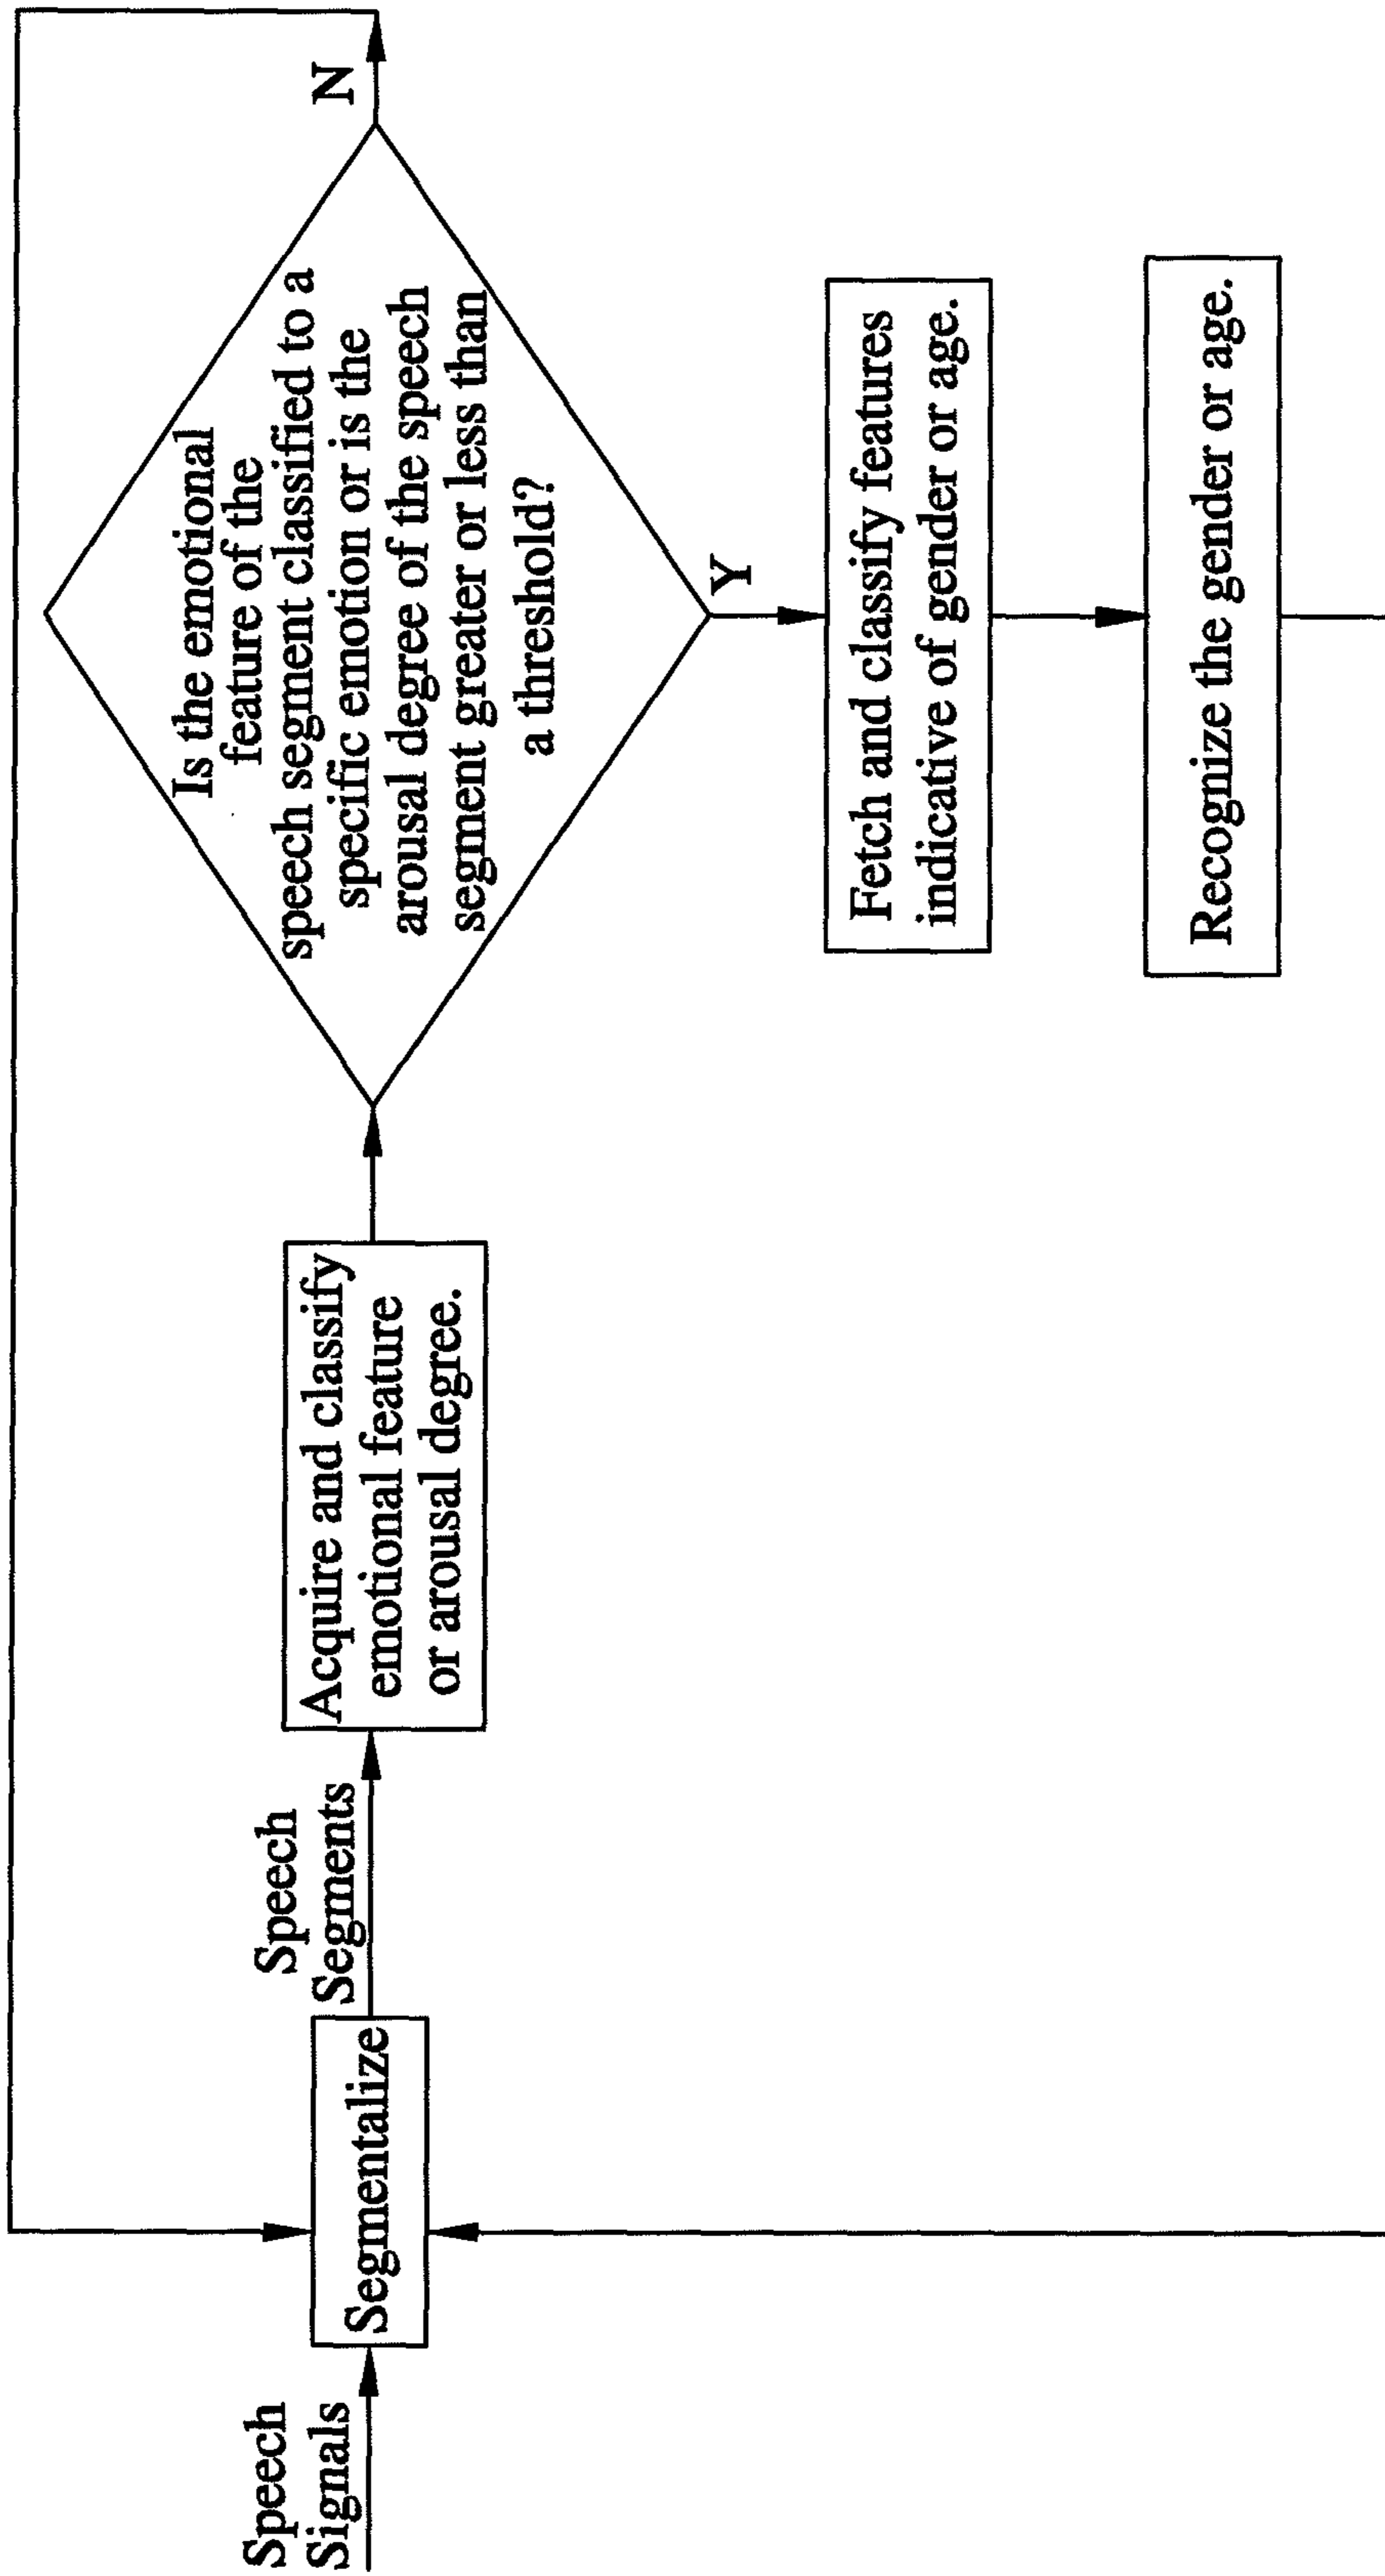 Speech
Signals
Segmentalize
Speech
Segments
Acquire and classify
emotional feature
or arousal degree.
Is the emotional
feature of the
speech segment classified to a
specific emotion or is the
arousal degree of the speech
segment greater or less than
a threshold?
N
Y
Fetch and classify features
indicative of gender or age.
Recognize the gender or age.